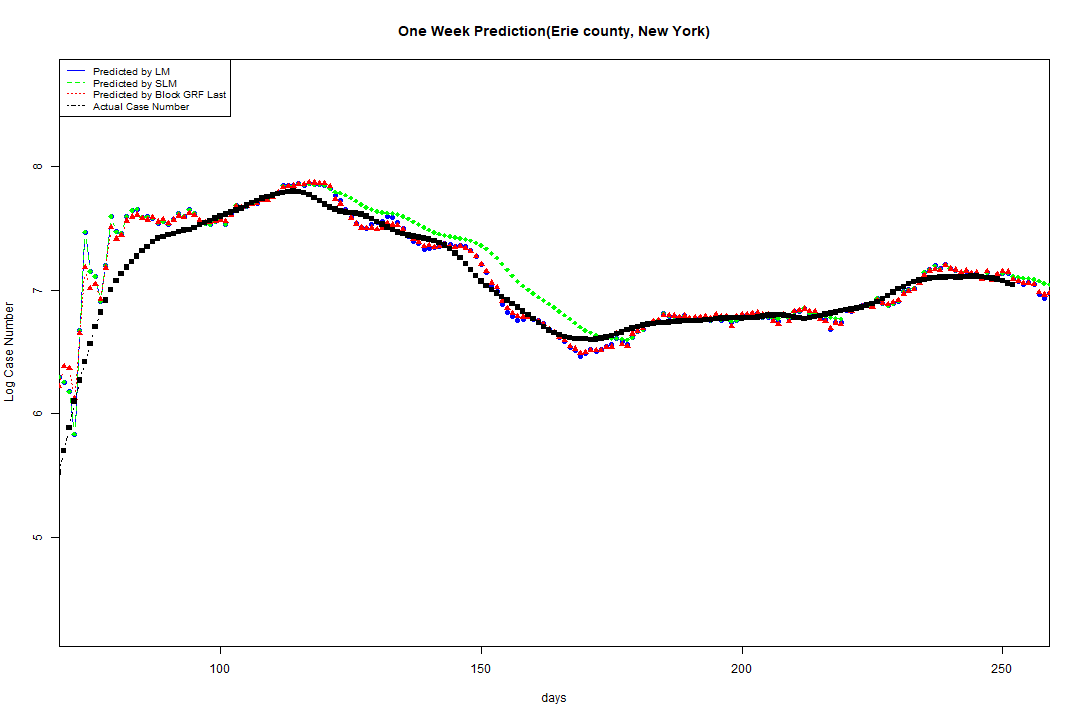 One Week Prediction(Erie county, New York)
Predicted by LM
Predicted by SLM
Predicted by Block GRF Last
Actual Case Number
8
7
6
5
Log Case Number
100 150 200 250
days